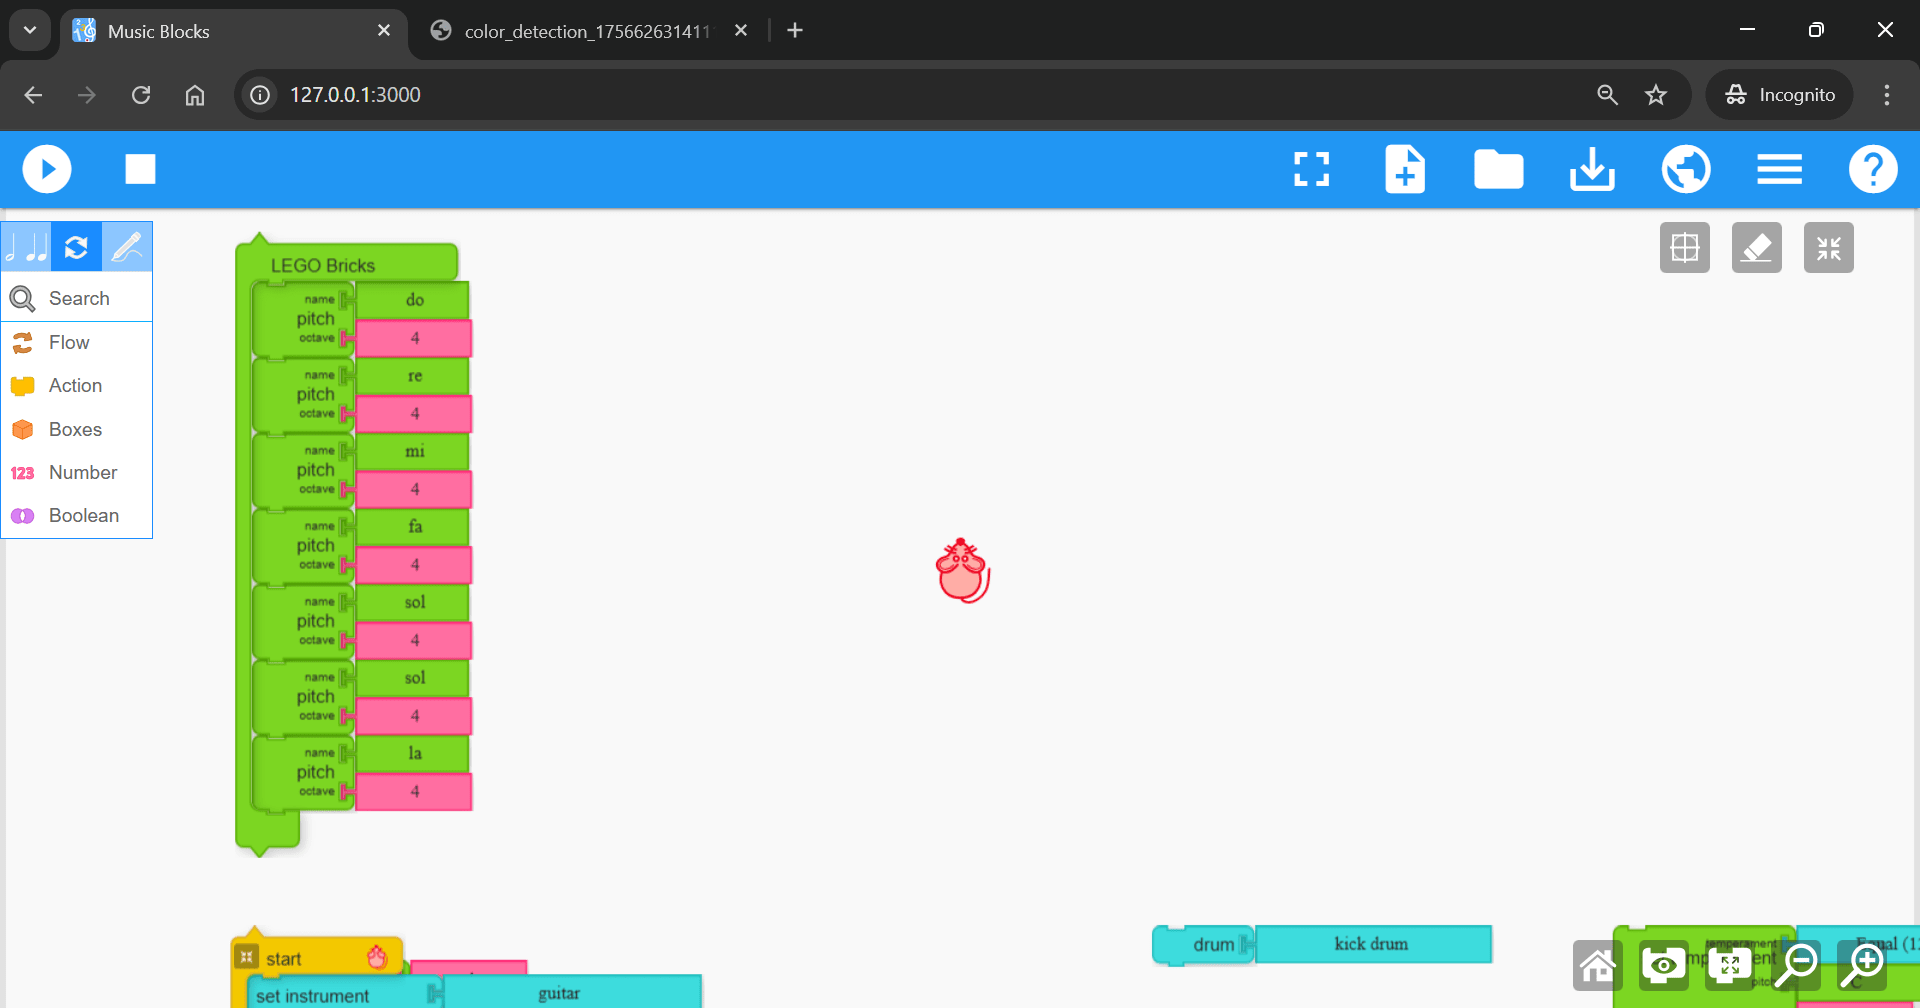 Music Blocks
color_detection_175662631411
127.0.0.1:3000
Incognito
Search
Flow
Action
Boxes
123 Number
Boolean
LEGO Bricks
name do
pitch
octave 4
name re
pitch
octave 4
name mi
pitch
octave 4
name fa
pitch
octave 4
name sol
pitch
octave 4
name sol
pitch
octave 4
name la
pitch
octave 4
start
set instrument guitar
drum kick drum
temperament
pitch